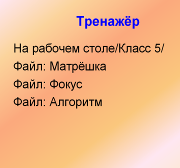 Тренажёр
На рабочем столе/Класс 5/
Файл: Матрёшка
Файл: Фокус
Файл: Алгоритм